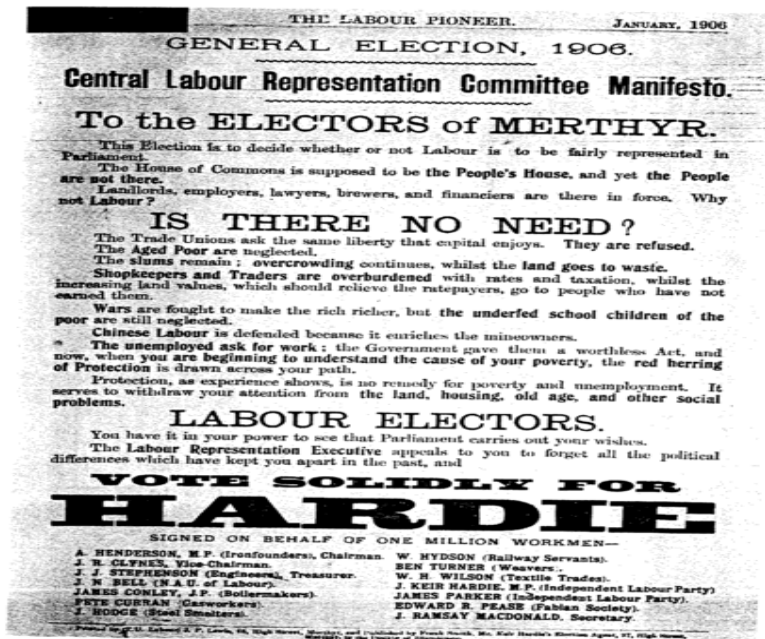 THE LABOUR PIONEER. JANUARY, 1906
GENERAL ELECTION, 1906.
Central Labour Representation Committee Manifesto.
To the ELECTORS of MERTHYR.
This Election is to decide whether or not Labour is to be fairly represented in
Parliament.
The House of Commons is supposed to be the People's House, and yet the People
are not there.
Landlords, employers, lawyers, brewers, and financiers are there in force. Why
not Labour?
IS THERE NO NEED?
The Trade Unions ask the same liberty that capital enjoys. They are refused.
The Aged Poor are neglected.
The slums remain; overcrowding continues, whilst the land goes to waste.
Shopkeepers and Traders are overburdened with rates and taxation, whilst the
increasing land values, which should relieve the ratepayers, go to people who have not
earned them.
Wars are fought to make the rich richer, but the underfed school children of the
poor are still neglected.
Chinese Labour is defended because it enriches the mineowners.
The unemployed ask for work; the Government gave them a worthless Act, and
now, when you are beginning to understand the cause of your poverty, the red herring
of Protection is drawn across your path.
Protection, as experience shows, is no remedy for poverty and unemployment. It
serves to withdraw your attention from the land, housing, old age, and other social
problems.
LABOUR ELECTORS.
You have it in your power to see that Parliament carries out your wishes.
The Labour Representation Executive appeals to you to forget all the political
differences which have kept you apart in the past, and
VOTE SOLIDLY FOR
HARDIE
SIGNED ON BEHALF OF ONE MILLION WORKMEN—
A. HENDERSON, M.P. (Ironfounders), Chairman.
J. R. CLYNES, Vice-Chairman.
J. J. STEPHENSON (Engineers), Treasurer.
J. N BELL (N.A.U. of Labour).
JAMES CONLEY, J.P. (Boilermakers).
PETE CURRAN (Gasworkers).
J. HODGE (Steel Smelters).
W. HYDSON (Railway Servants).
BEN TURNER (Weavers).
W. H. WILSON (Textile Trades).
J. KEIR HARDIE, M.P. (Independent Labour Party)
JAMES PARKER (Independent Labour Party).
EDWARD R. PEASE (Fabian Society).
J. RAMSAY MACDONALD, Secretary.